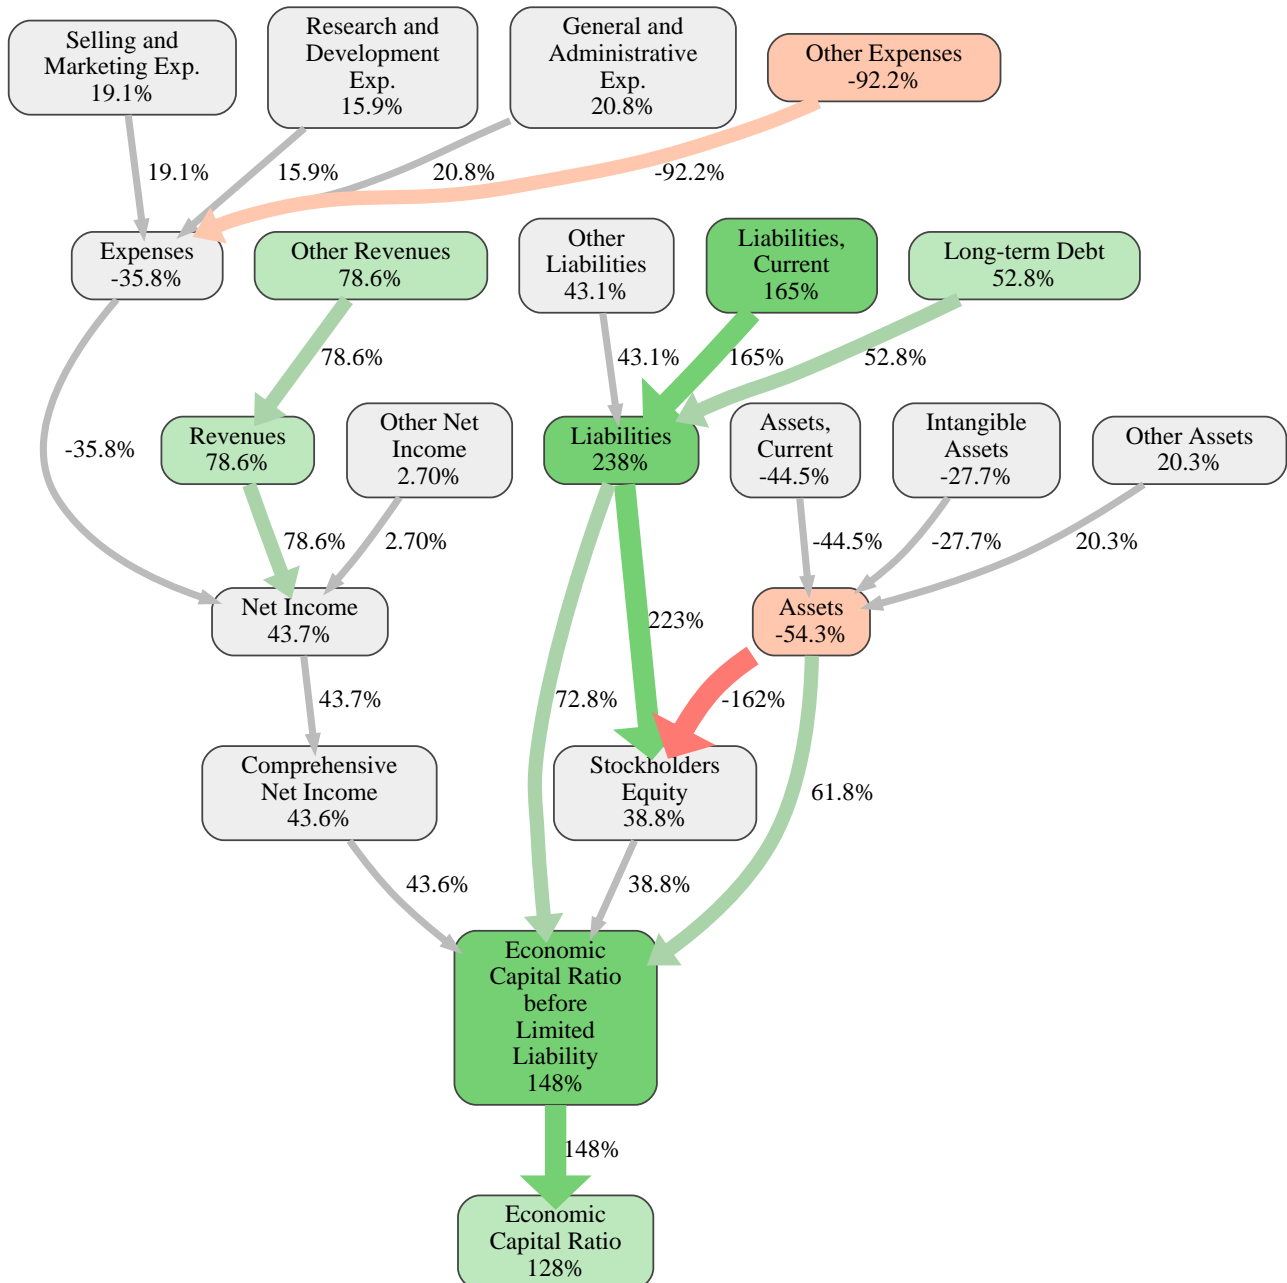 Selling and
Marketing Exp.
19.1%
Research and
Development
Exp.
15.9%
General and
Administrative
Exp.
20.8%
Other Expenses
-92.2%
19.1%
15.9%
20.8%
-92.2%
Expenses
-35.8%
Other Revenues
78.6%
Other
Liabilities
43.1%
Liabilities,
Current
165%
Long-term Debt
52.8%
78.6%
43.1%
165%
52.8%
-35.8%
Revenues
78.6%
Other Net
Income
2.70%
Liabilities
238%
Assets,
Current
-44.5%
Intangible
Assets
-27.7%
Other Assets
20.3%
78.6%
2.70%
-44.5%
-27.7%
20.3%
Net Income
43.7%
223%
Assets
-54.3%
43.7%
72.8%
-162%
Comprehensive
Net Income
43.6%
Stockholders
Equity
38.8%
61.8%
43.6%
38.8%
Economic
Capital Ratio
before
Limited
Liability
148%
148%
Economic
Capital Ratio
128%